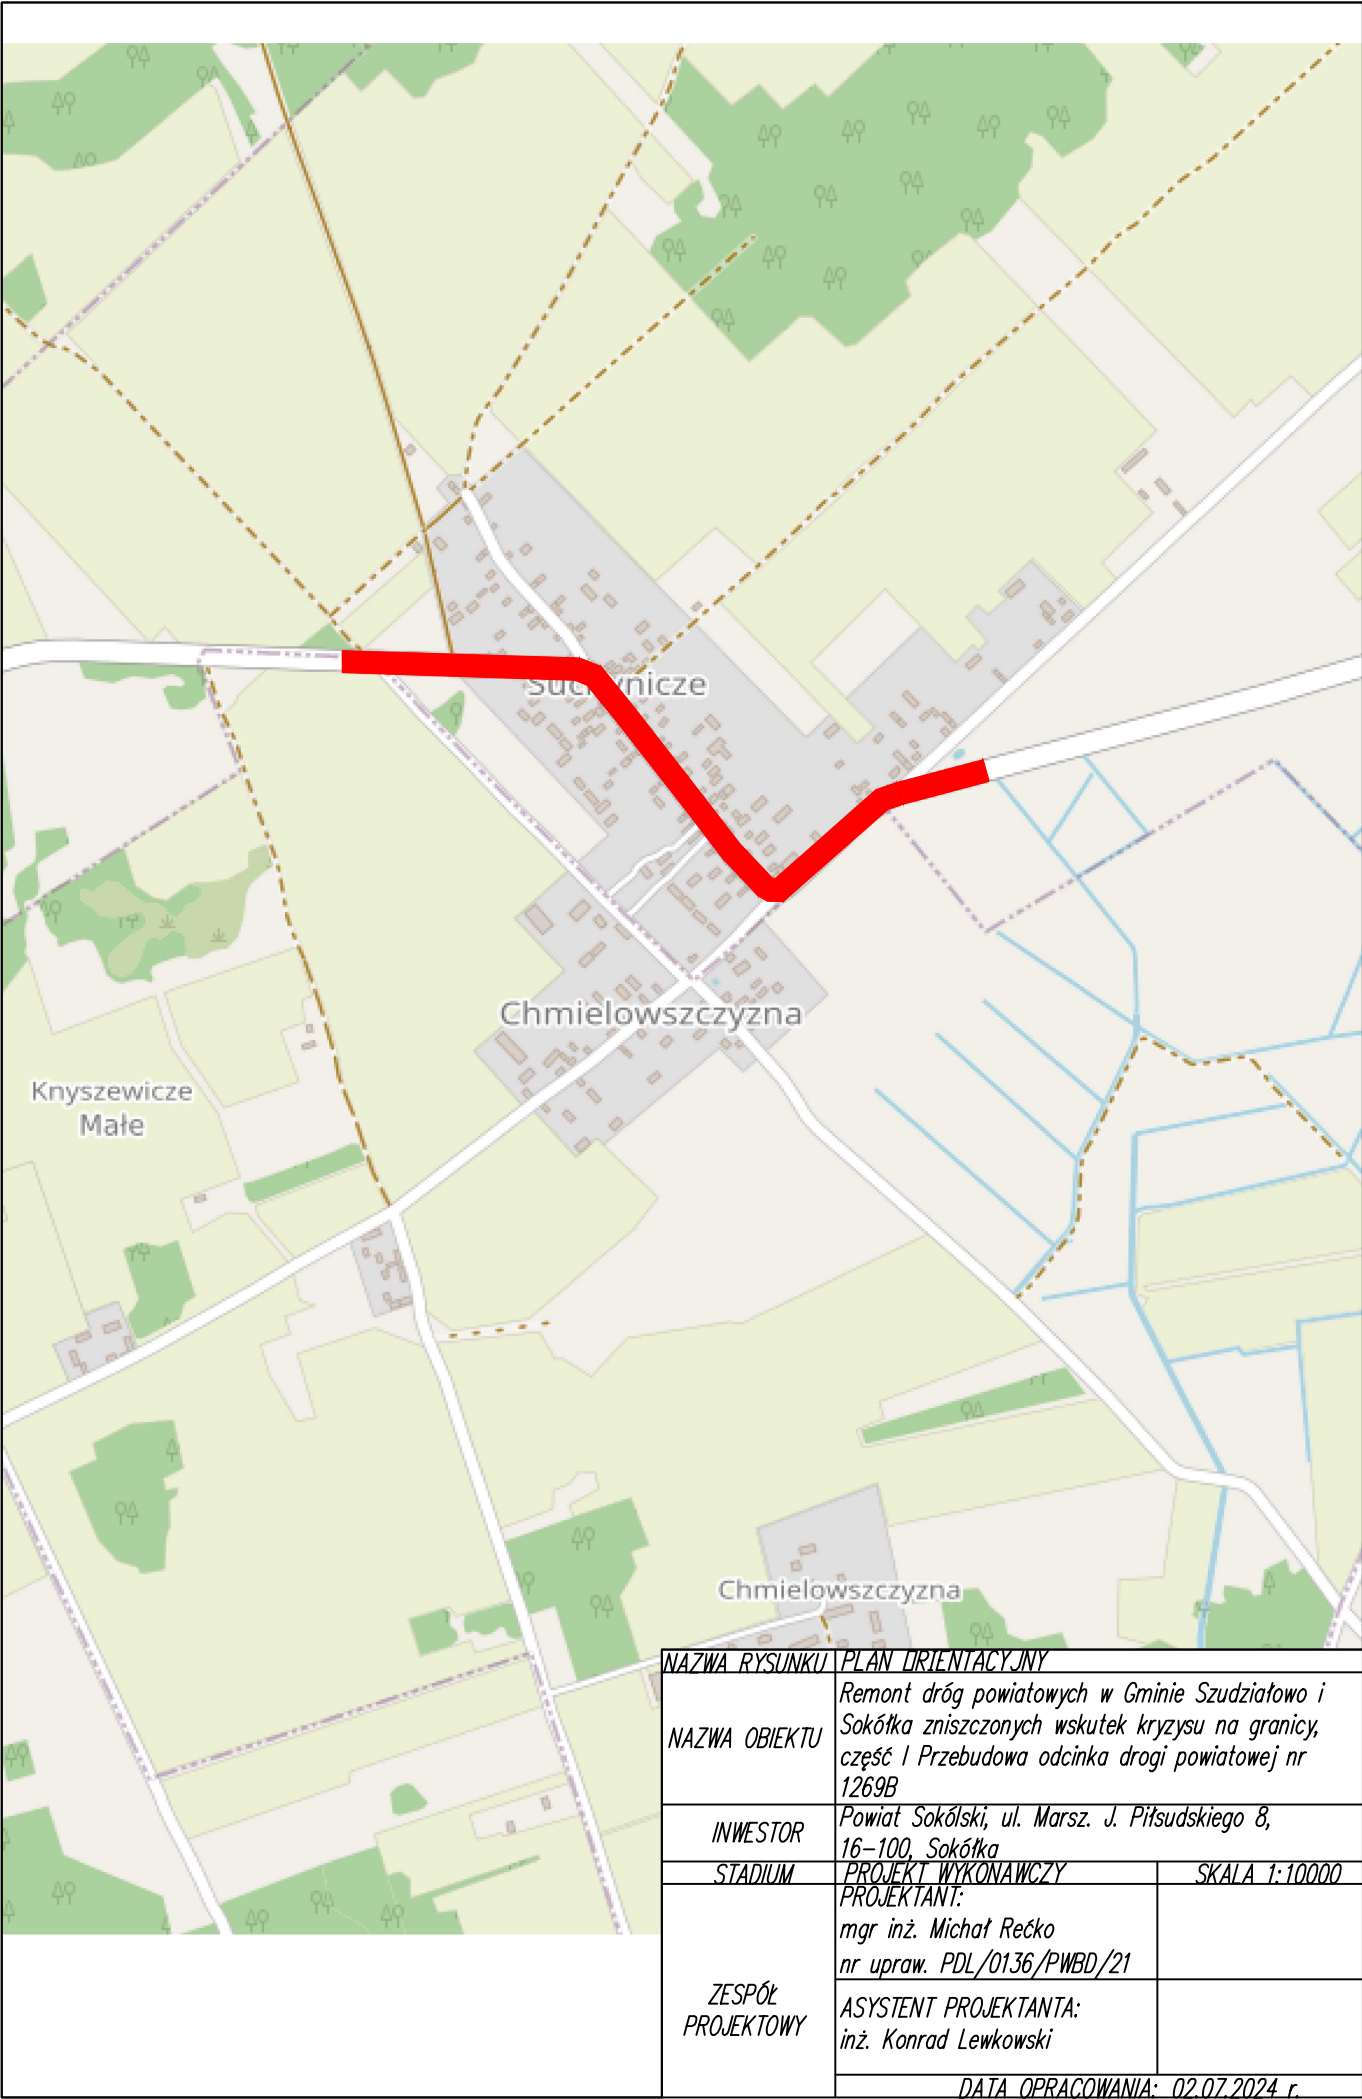 Chmielowszczyzna
Knyszewicze
Małe
Chmielowszczyzna
NAZWA RYSUNKU PLAN ORIENTACYJNY
NAZWA OBIEKTU
Remont dróg powiatowych w Gminie Szudziałowo i
Sokółka zniszczonych wskutek kryzysu na granicy,
część I Przebudowa odcinka drogi powiatowej nr
1269B
INWESTOR
Powiat Sokólski, ul. Marsz. J. Piłsudskiego 8,
16-100, Sokółka
STADIUM PROJEKT WYKONAWCZY SKALA 1:10000
ZESPÓŁ
PROJEKTOWY
PROJEKTANT:
mgr inż. Michał Rećko
nr upraw. PDL/0136/PWBD/21
ASYSTENT PROJEKTANTA:
inż. Konrad Lewkowski
DATA OPRACOWANIA: 02.07.2024 r.